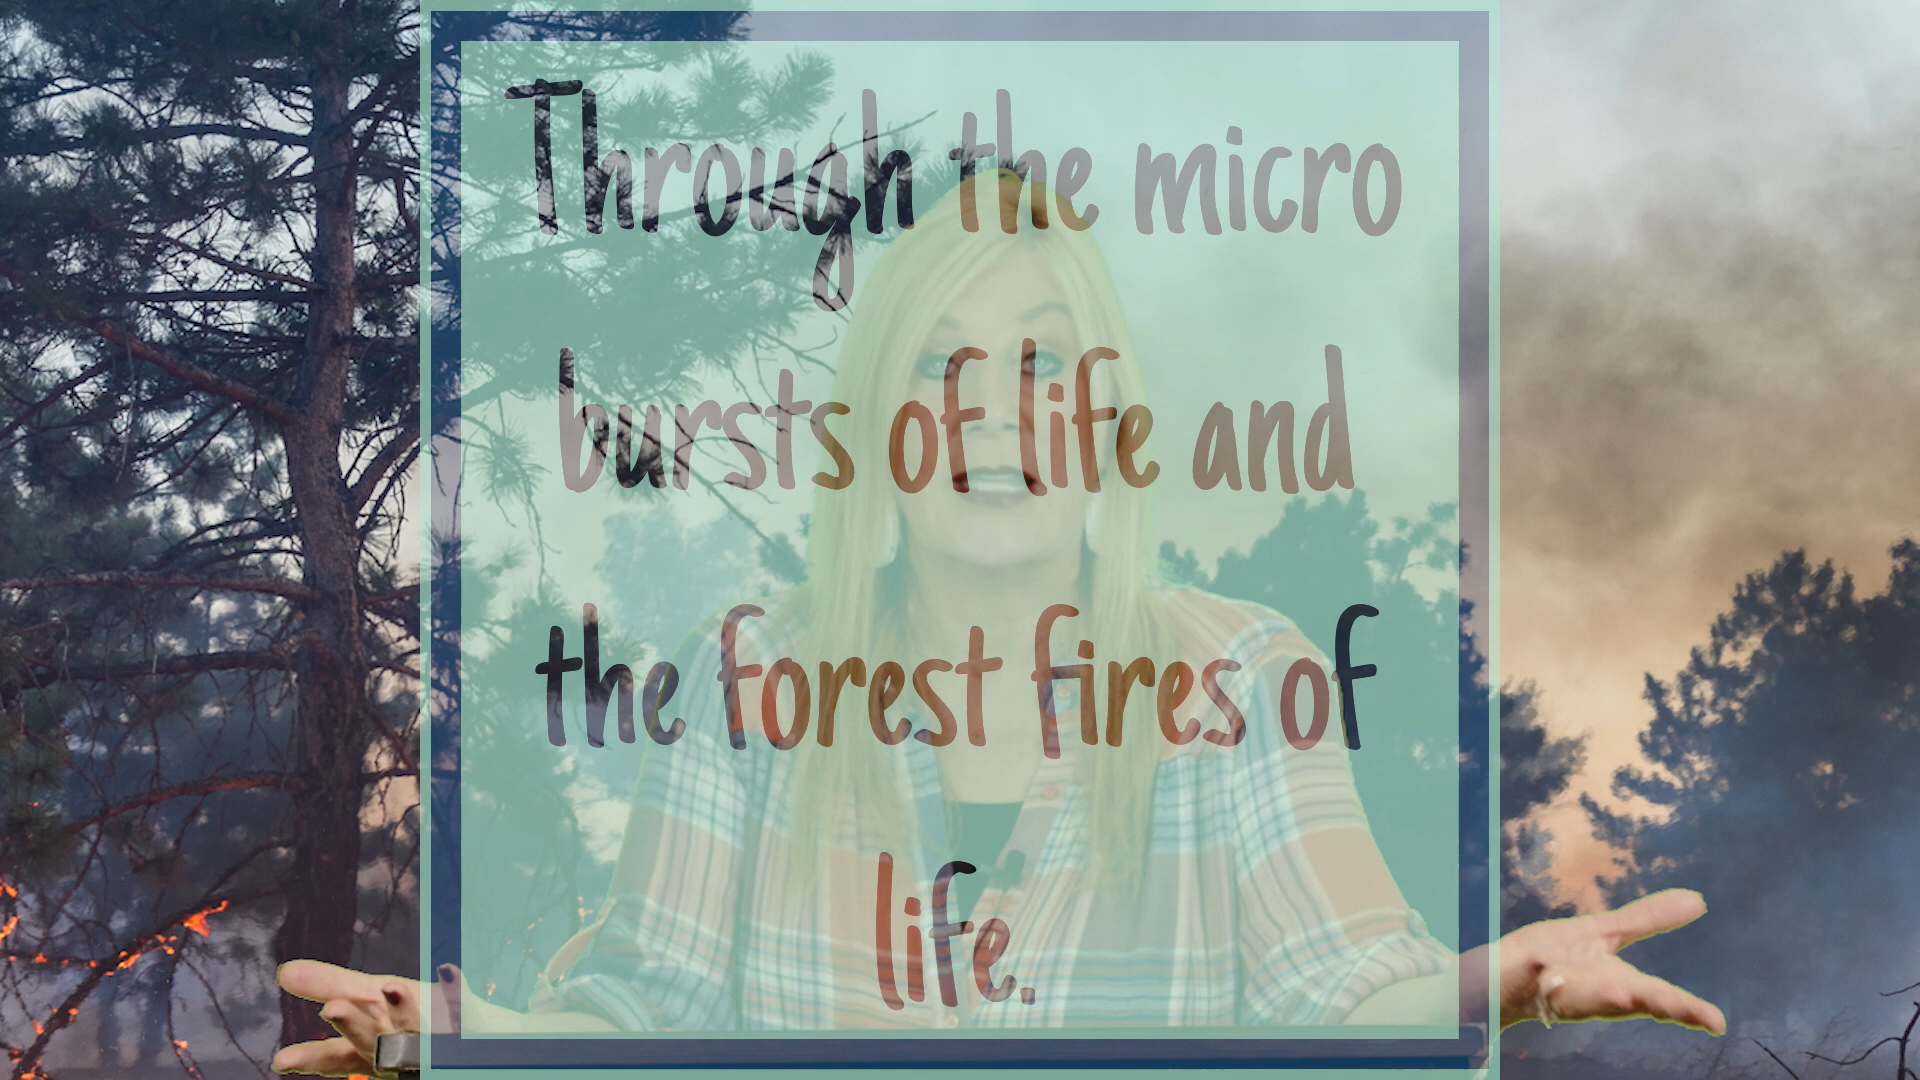 Through the micro
bursts of life and
the forest fires of
life.